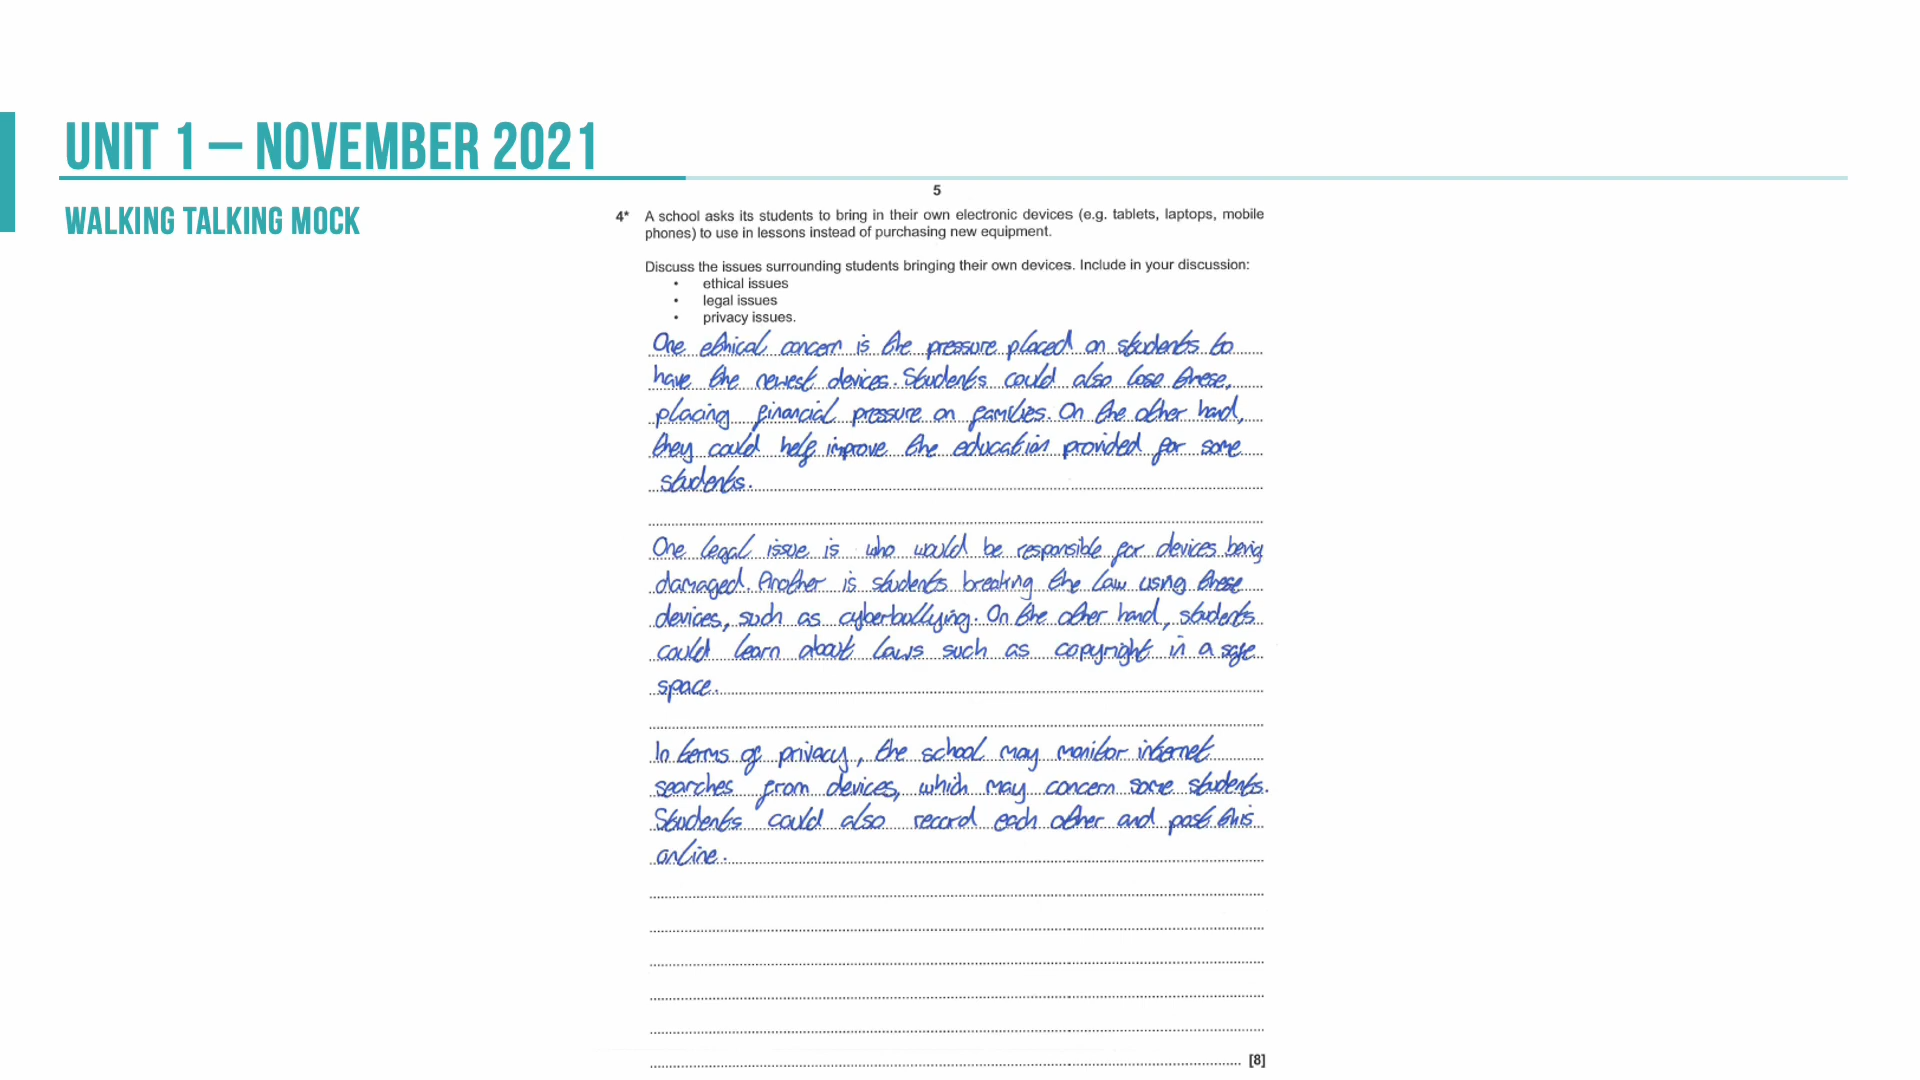 UNIT 1 – NOVEMBER 2021
WALKING TALKING MOCK
5
4* A school asks its students to bring in their own electronic devices (e.g. tablets, laptops, mobile
phones) to use in lessons instead of purchasing new equipment.
Discuss the issues surrounding students bringing their own devices. Include in your discussion:
• ethical issues
• legal issues
• privacy issues.
One ethical concern is the pressure placed on students to
have the newest devices. Students could also lose these,
placing financial pressure on families. On the other hand,
they could help improve the education provided for some
students.
One legal issue is who would be responsible for devices being
damaged. Another is students breaking the law using these
devices, such as cyberbullying. On the other hand, students
could learn about laws such as copyright in a safe
space.
In terms of privacy, the school may monitor internet
searches from devices, which may concern some students.
Students could also record each other and post this
online.
[8]